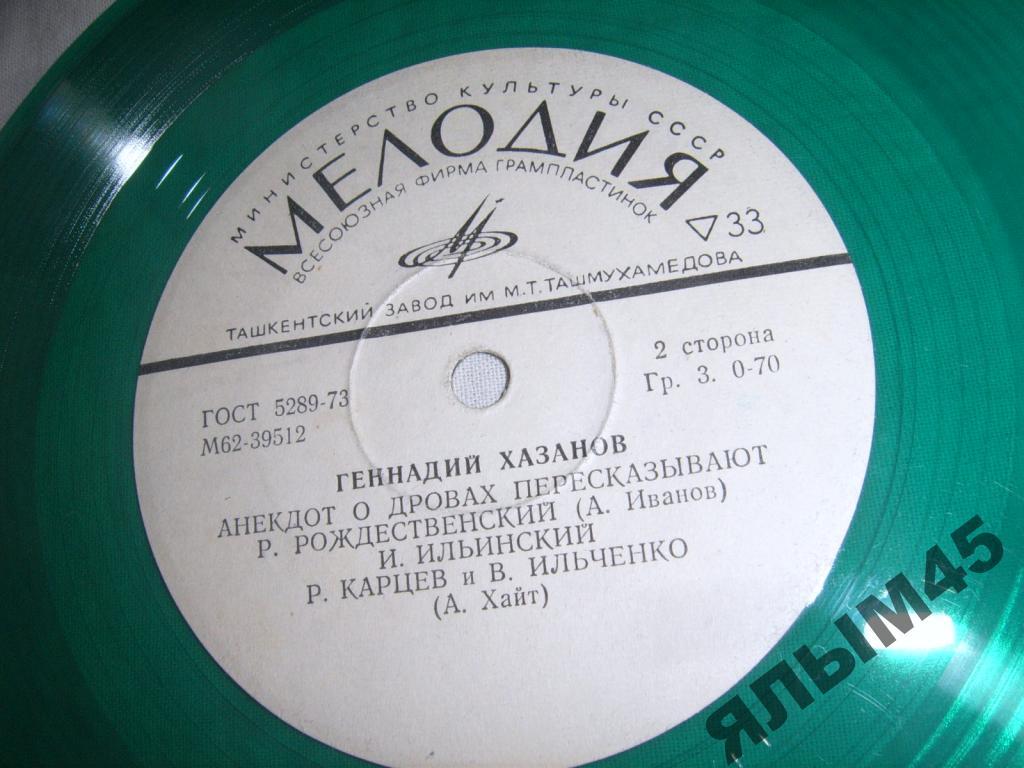 МИНИСТЕРСТВО КУЛЬТУРЫ СССР
МЕЛОДИЯ
ВСЕСОЮЗНАЯ ФИРМА ГРАМПЛАСТИНОК
33
ТАШКЕНТСКИЙ ЗАВОД ИМ М.Т.ТАШМУХАМЕДОВА
ГОСТ 5289-73
М62-39512
2 сторона
Гр. 3. 0-70
ГЕННАДИЙ ХАЗАНОВ
АНЕКДОТ О ДРОВАХ ПЕРЕСКАЗЫВАЮТ
Р. РОЖДЕСТВЕНСКИЙ (А. Иванов)
И. ИЛЬИНСКИЙ
Р. КАРЦЕВ и В. ИЛЬЧЕНКО
(А. Хайт)
ЯЛЫМ45